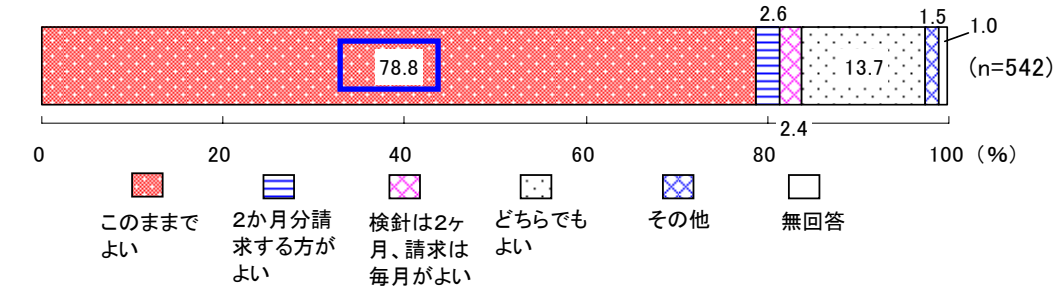 2.6
1.5
1.0
78.8
13.7
(n=542)
2.4
0
20
40
60
80
100 (%)
このままで
よい
2か月分請
求する方が
よい
検針は2ヶ
月、請求は
毎月がよい
どちらでも
よい
その他
無回答